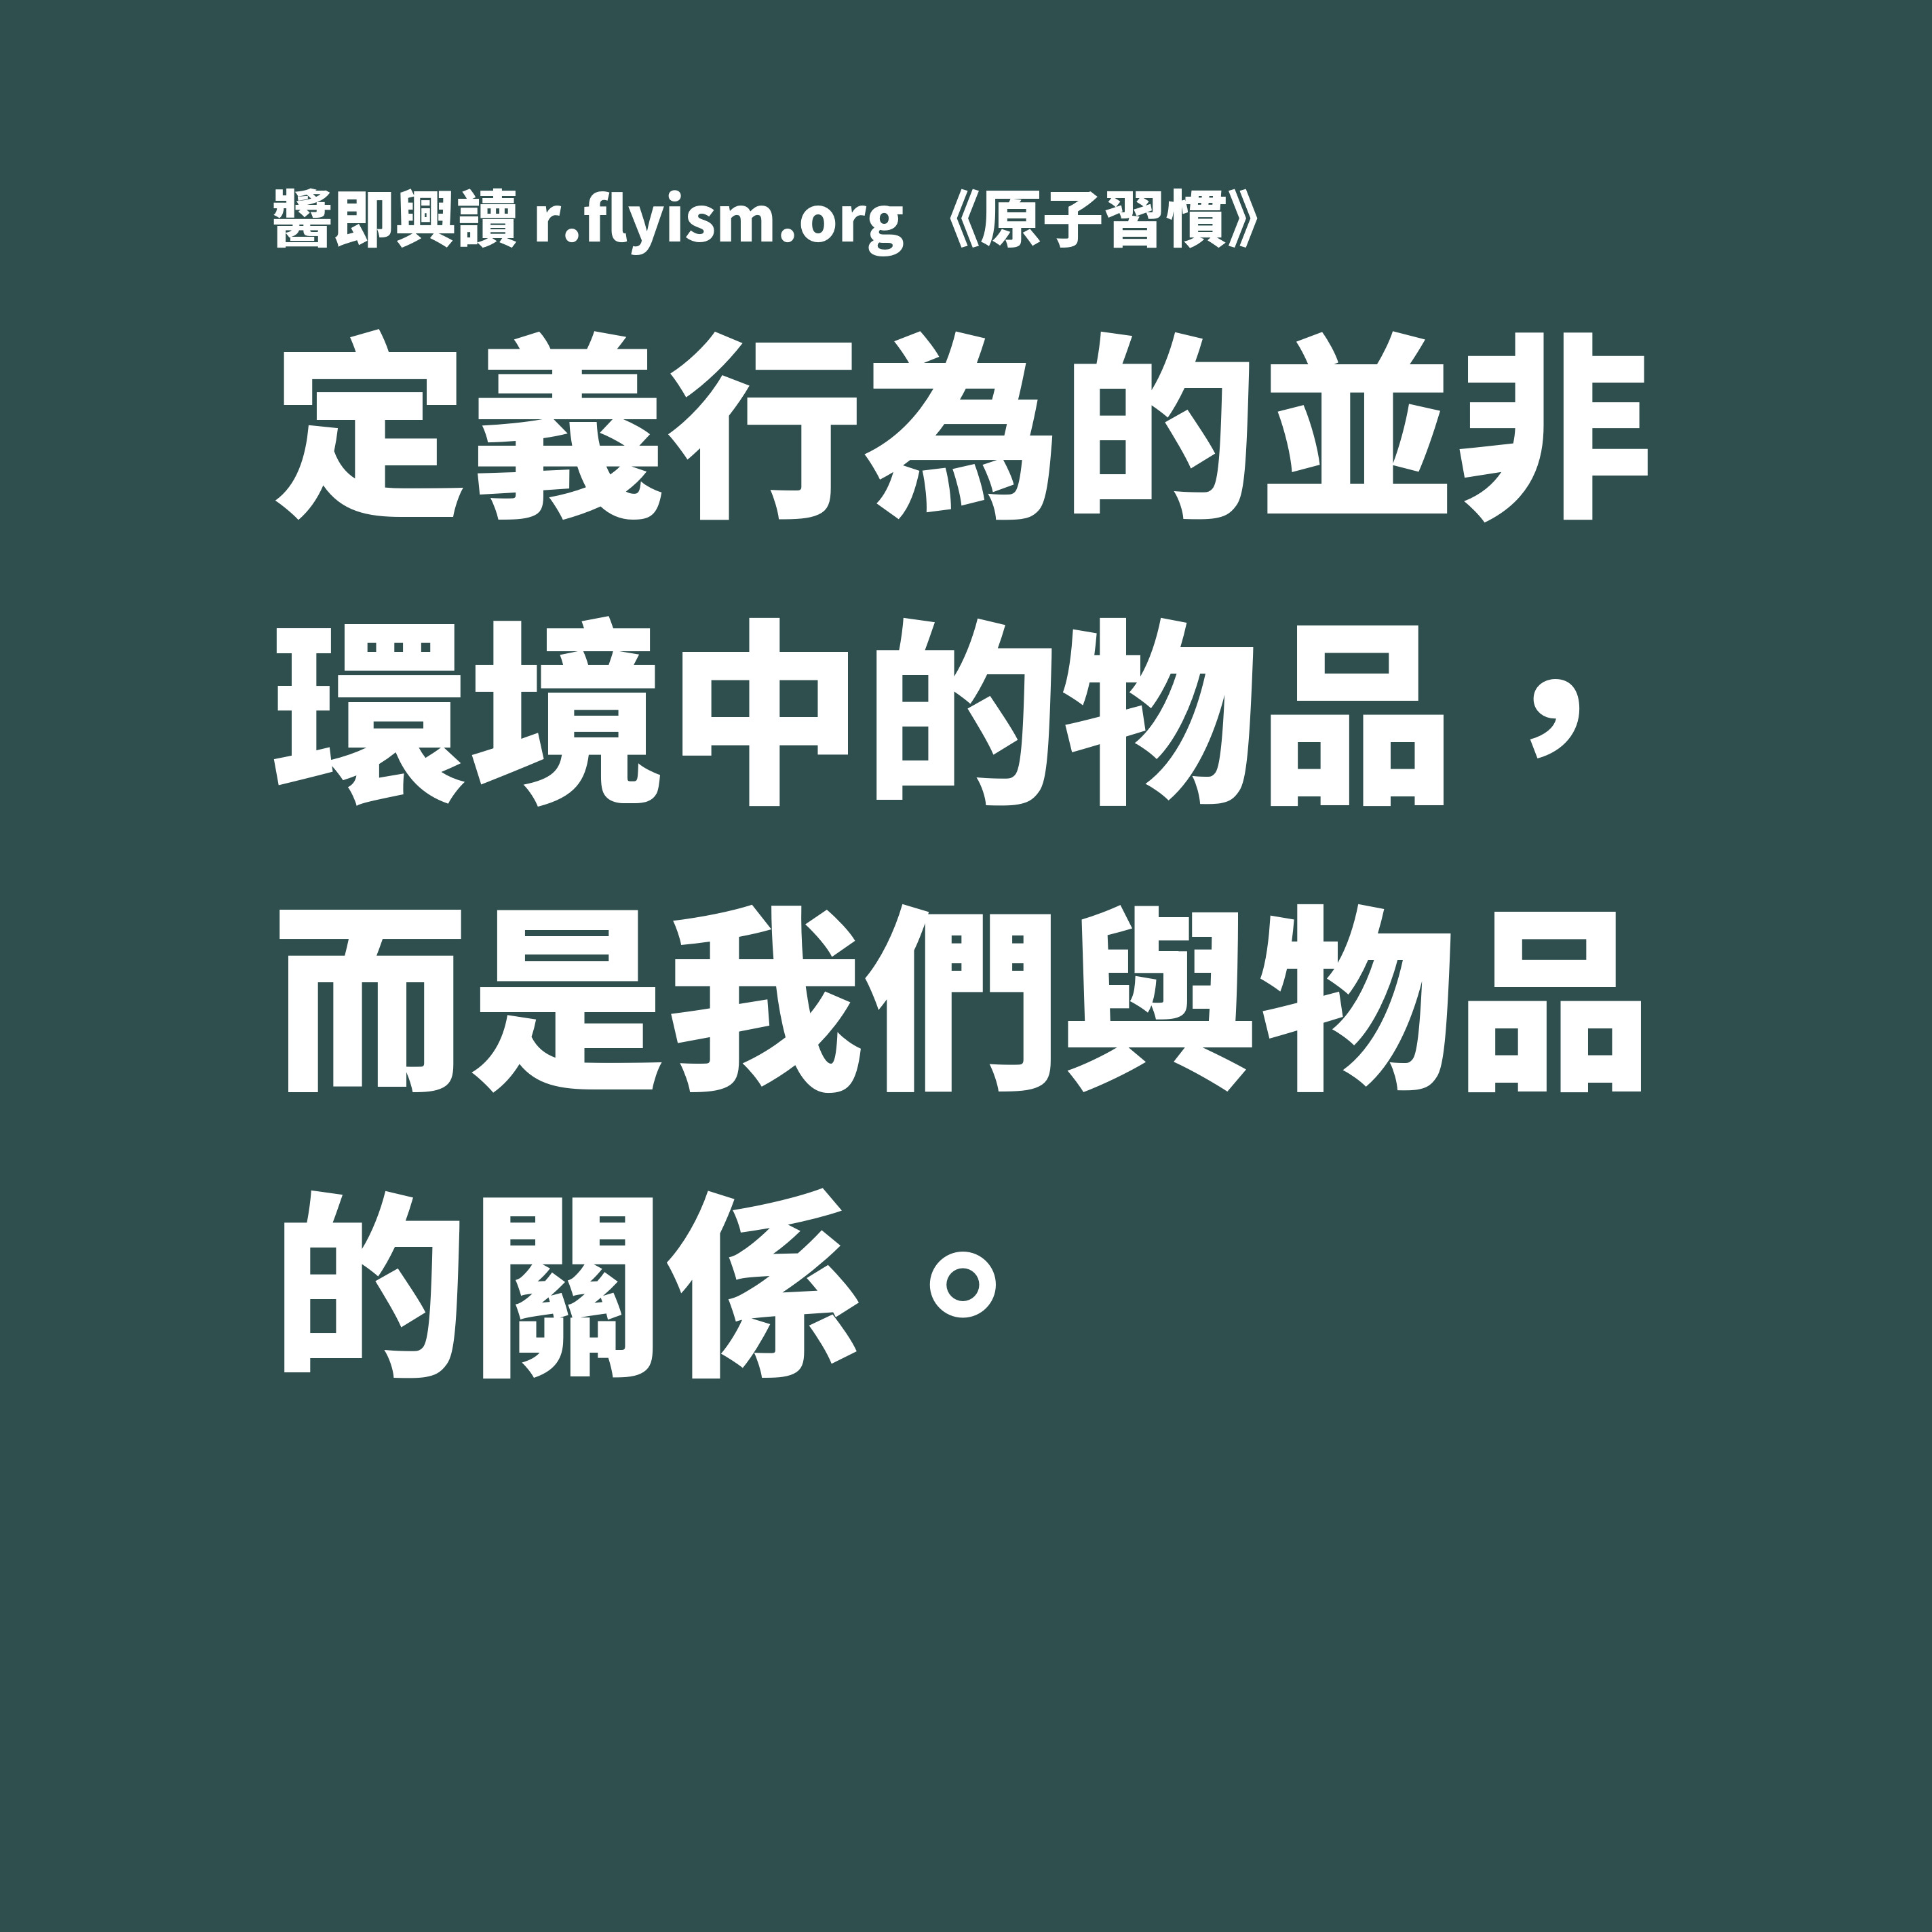 醫即興讀 r.flyism.org《原子習慣》
定義行為的並非
環境中的物品，
而是我們與物品
的關係。